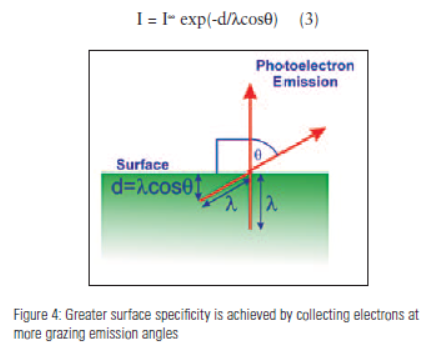 I = I∞ exp(-d/λcosθ) (3)
Photoelectron
Emission
θ
Surface
d=λcosθ
λ
λ
Figure 4: Greater surface specificity is achieved by collecting electrons at
more grazing emission angles